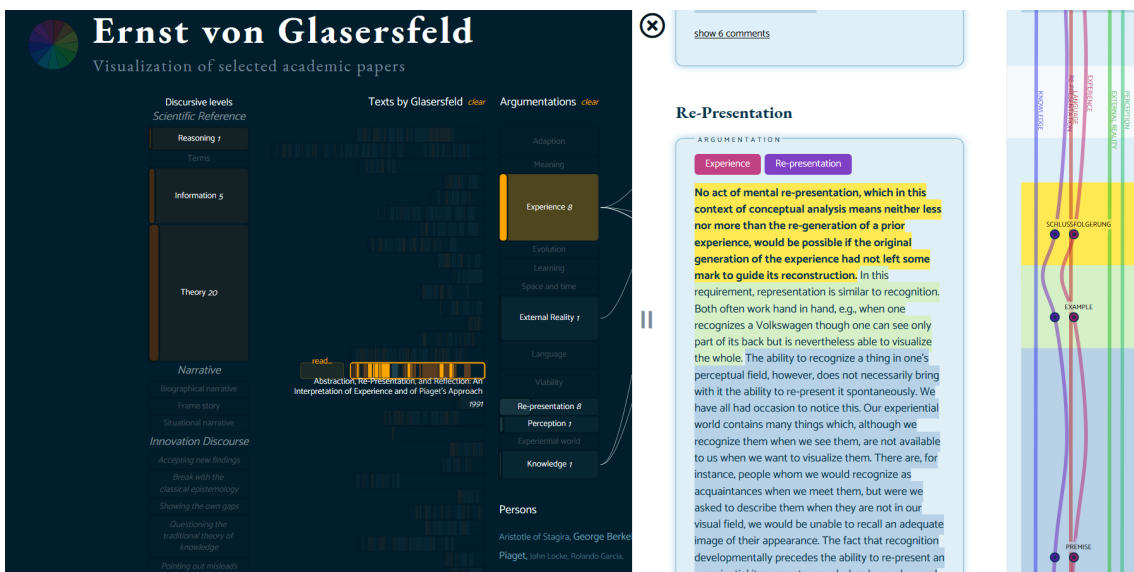 Ernst von Glasersfeld
Visualization of selected academic papers
Discursive levels
Scientific Reference
Reasoning 1
Terms
Information 5
Theory 20
Narrative
Biographical narrative
Frame story
Situational narrative
Innovation Discourse
Accepting new findings
Break with the
classical epistemology
Showing the own gaps
Questioning the
traditional theory of
knowledge
Pointing out misleads
Texts by Glasersfeld clear
read...
Abstraction, Re-Presentation, and Reflection: An
Interpretation of Experience and of Piaget's Approach
1991
Argumentations clear
Adaption
Meaning
Experience 8
Evolution
Learning
Space and time
External Reality 1
Language
Viability
Re-presentation 8
Perception 1
Experiential world
Knowledge 1
Persons
Aristotle of Stagira, George Berke
Piaget, John Locke, Rolando Garcia,
show 6 comments
Re-Presentation
ARGUMENTATION
Experience Re-presentation
No act of mental re-presentation, which in this
context of conceptual analysis means neither less
nor more than the re-generation of a prior
experience, would be possible if the original
generation of the experience had not left some
mark to guide its reconstruction. In this
requirement, representation is similar to recognition.
Both often work hand in hand, e.g., when one
recognizes a Volkswagen though one can see only
part of its back but is nevertheless able to visualize
the whole. The ability to recognize a thing in one's
perceptual field, however, does not necessarily bring
with it the ability to re-present it spontaneously. We
have all had occasion to notice this. Our experiential
world contains many things which, although we
recognize them when we see them, are not available
to us when we want to visualize them. There are, for
instance, people whom we would recognize as
acquaintances when we meet them, but were we
asked to describe them when they are not in our
visual field, we would be unable to recall an adequate
image of their appearance. The fact that recognition
developmentally precedes the ability to re-present an
KNOWLEDGE
RE-PRESENTATION
LANGUAGE
EXPERIENCE
EXTERNAL REALITY
PERCEPTION
SCHLUSSFOLGERUNG
EXAMPLE
PREMISE